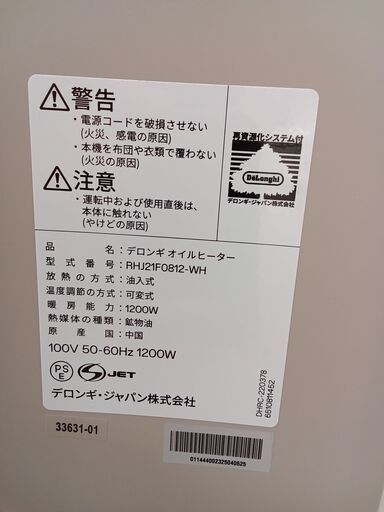 警告
・電源コードを破損させない
(火災、感電の原因)
・本機を布団や衣類で覆わない
(火災の原因)
注意
・運転中および使用直後は、
本体に触れない
(やけどの原因)
再資源化システム付
DēLonghi
デロンギ・ジャパン株式会社
品名：デロンギ オイルヒーター
型式番号：RHJ21F0812-WH
放熱の方式：油入式
温度調節の方式：可変式
暖房能力：1200W
熱媒体の種類：鉱物油
原産国：中国
100V 50-60Hz 1200W
PS
E
S JET
デロンギ・ジャパン株式会社
DHRC-220378
5510811452
33631-01
011444002325040625